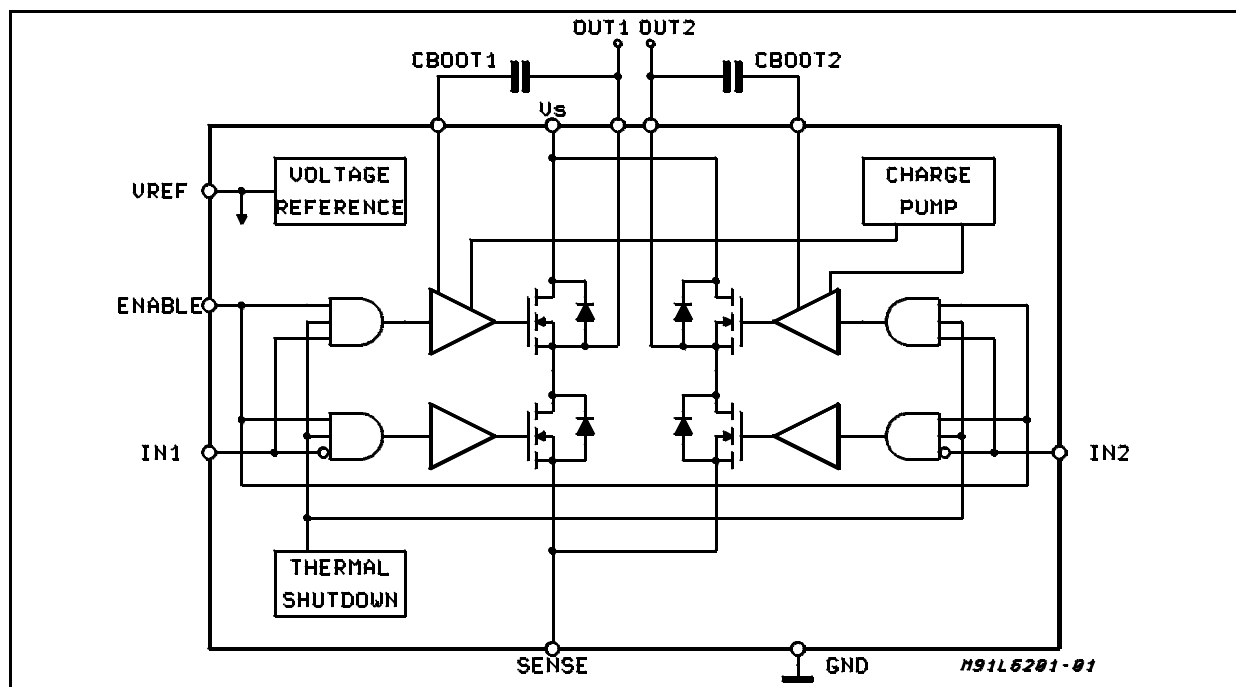 OUT1 OUT2
CBOOT1
CBOOT2
Vs
VREF
VOLTAGE
REFERENCE
CHARGE
PUMP
ENABLE
IN1
IN2
THERMAL
SHUTDOWN
SENSE
GND
M91L6201-01